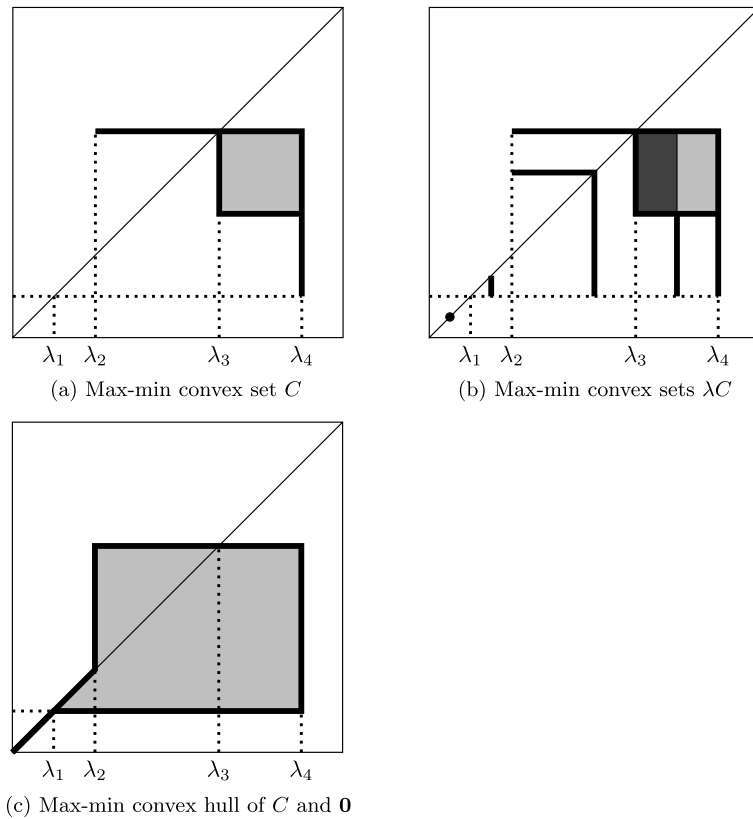 λ₁ λ₂ λ₃ λ₄
(a) Max-min convex set C
λ₁ λ₂ λ₃ λ₄
(b) Max-min convex sets λC
λ₁ λ₂ λ₃ λ₄
(c) Max-min convex hull of C and 0